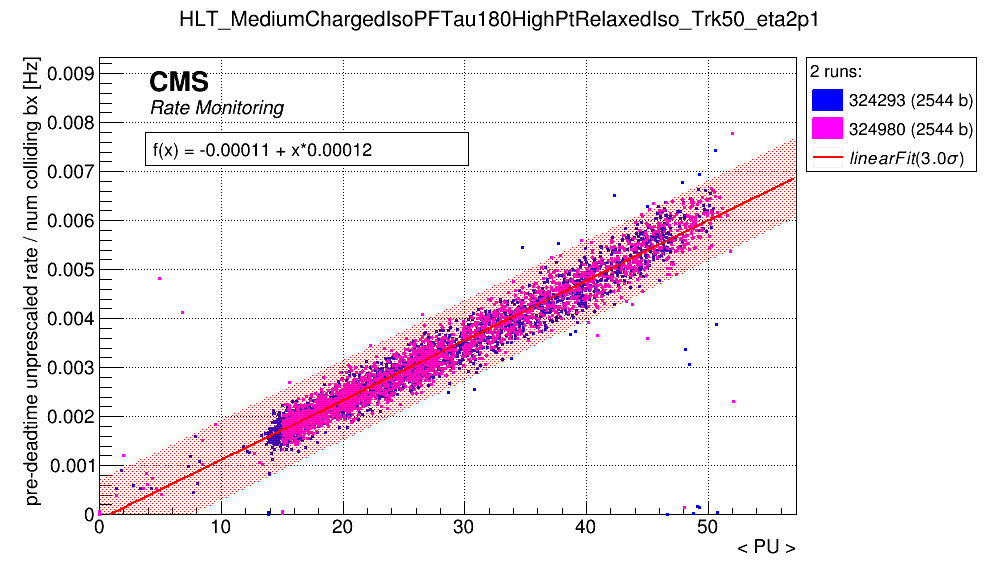 HLT_MediumChargedIsoPFTau180HighPtRelaxedIso_Trk50_eta2p1
pre-deadtime unprescaled rate / num colliding bx [Hz]
0.009
0.008
0.007
0.006
0.005
0.004
0.003
0.002
0.001
0
CMS
Rate Monitoring
f(x) = -0.00011 + x*0.00012
0 10 20 30 40 50
< PU >
2 runs:
324293 (2544 b)
324980 (2544 b)
linearFit(3.0σ)